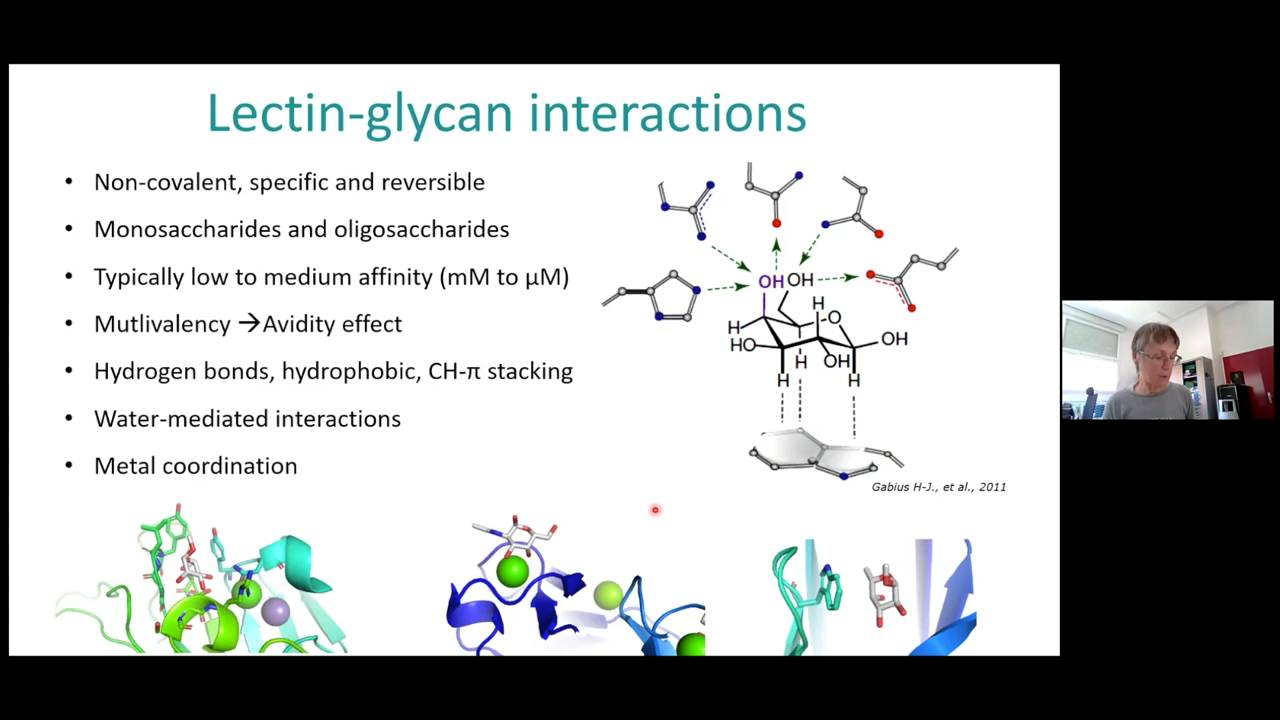 Lectin-glycan interactions
• Non-covalent, specific and reversible
• Monosaccharides and oligosaccharides
• Typically low to medium affinity (mM to µM)
• Mutlivalency →Avidity effect
• Hydrogen bonds, hydrophobic, CH-π stacking
• Water-mediated interactions
• Metal coordination
OH OH
H
H O
HO OH
H OH
H H
Gabius H-J., et al., 2011